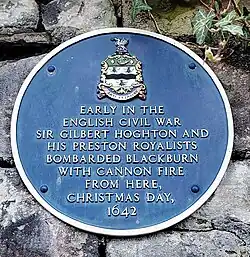 EARLY IN THE
ENGLISH CIVIL WAR
SIR GILBERT HOGHTON AND
HIS PRESTON ROYALISTS
BOMBARDED BLACKBURN
WITH CANNON FIRE
FROM HERE,
CHRISTMAS DAY,
1642